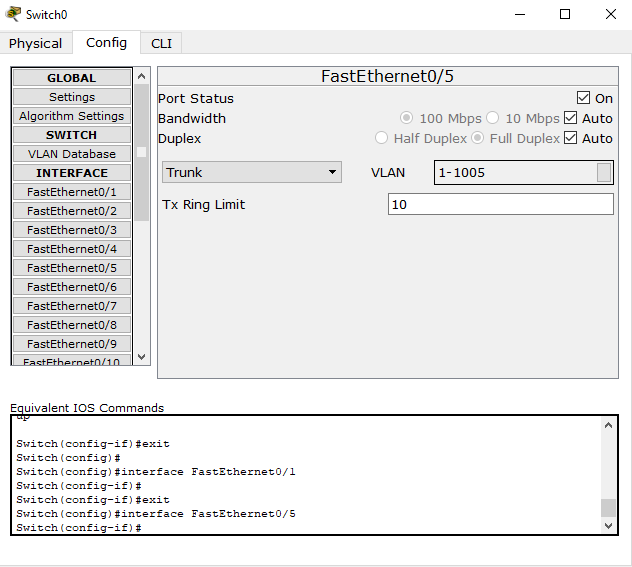 Switch0
Physical Config CLI
GLOBAL
Settings
Algorithm Settings
SWITCH
VLAN Database
INTERFACE
FastEthernet0/1
FastEthernet0/2
FastEthernet0/3
FastEthernet0/4
FastEthernet0/5
FastEthernet0/6
FastEthernet0/7
FastEthernet0/8
FastEthernet0/9
FastEthernet0/10
FastEthernet0/5
Port Status On
Bandwidth 100 Mbps 10 Mbps Auto
Duplex Half Duplex Full Duplex Auto
Trunk VLAN 1-1005
Tx Ring Limit 10
Equivalent IOS Commands
up
Switch(config-if)#exit
Switch(config)#
Switch(config)#interface FastEthernet0/1
Switch(config-if)#
Switch(config-if)#exit
Switch(config)#interface FastEthernet0/5
Switch(config-if)#